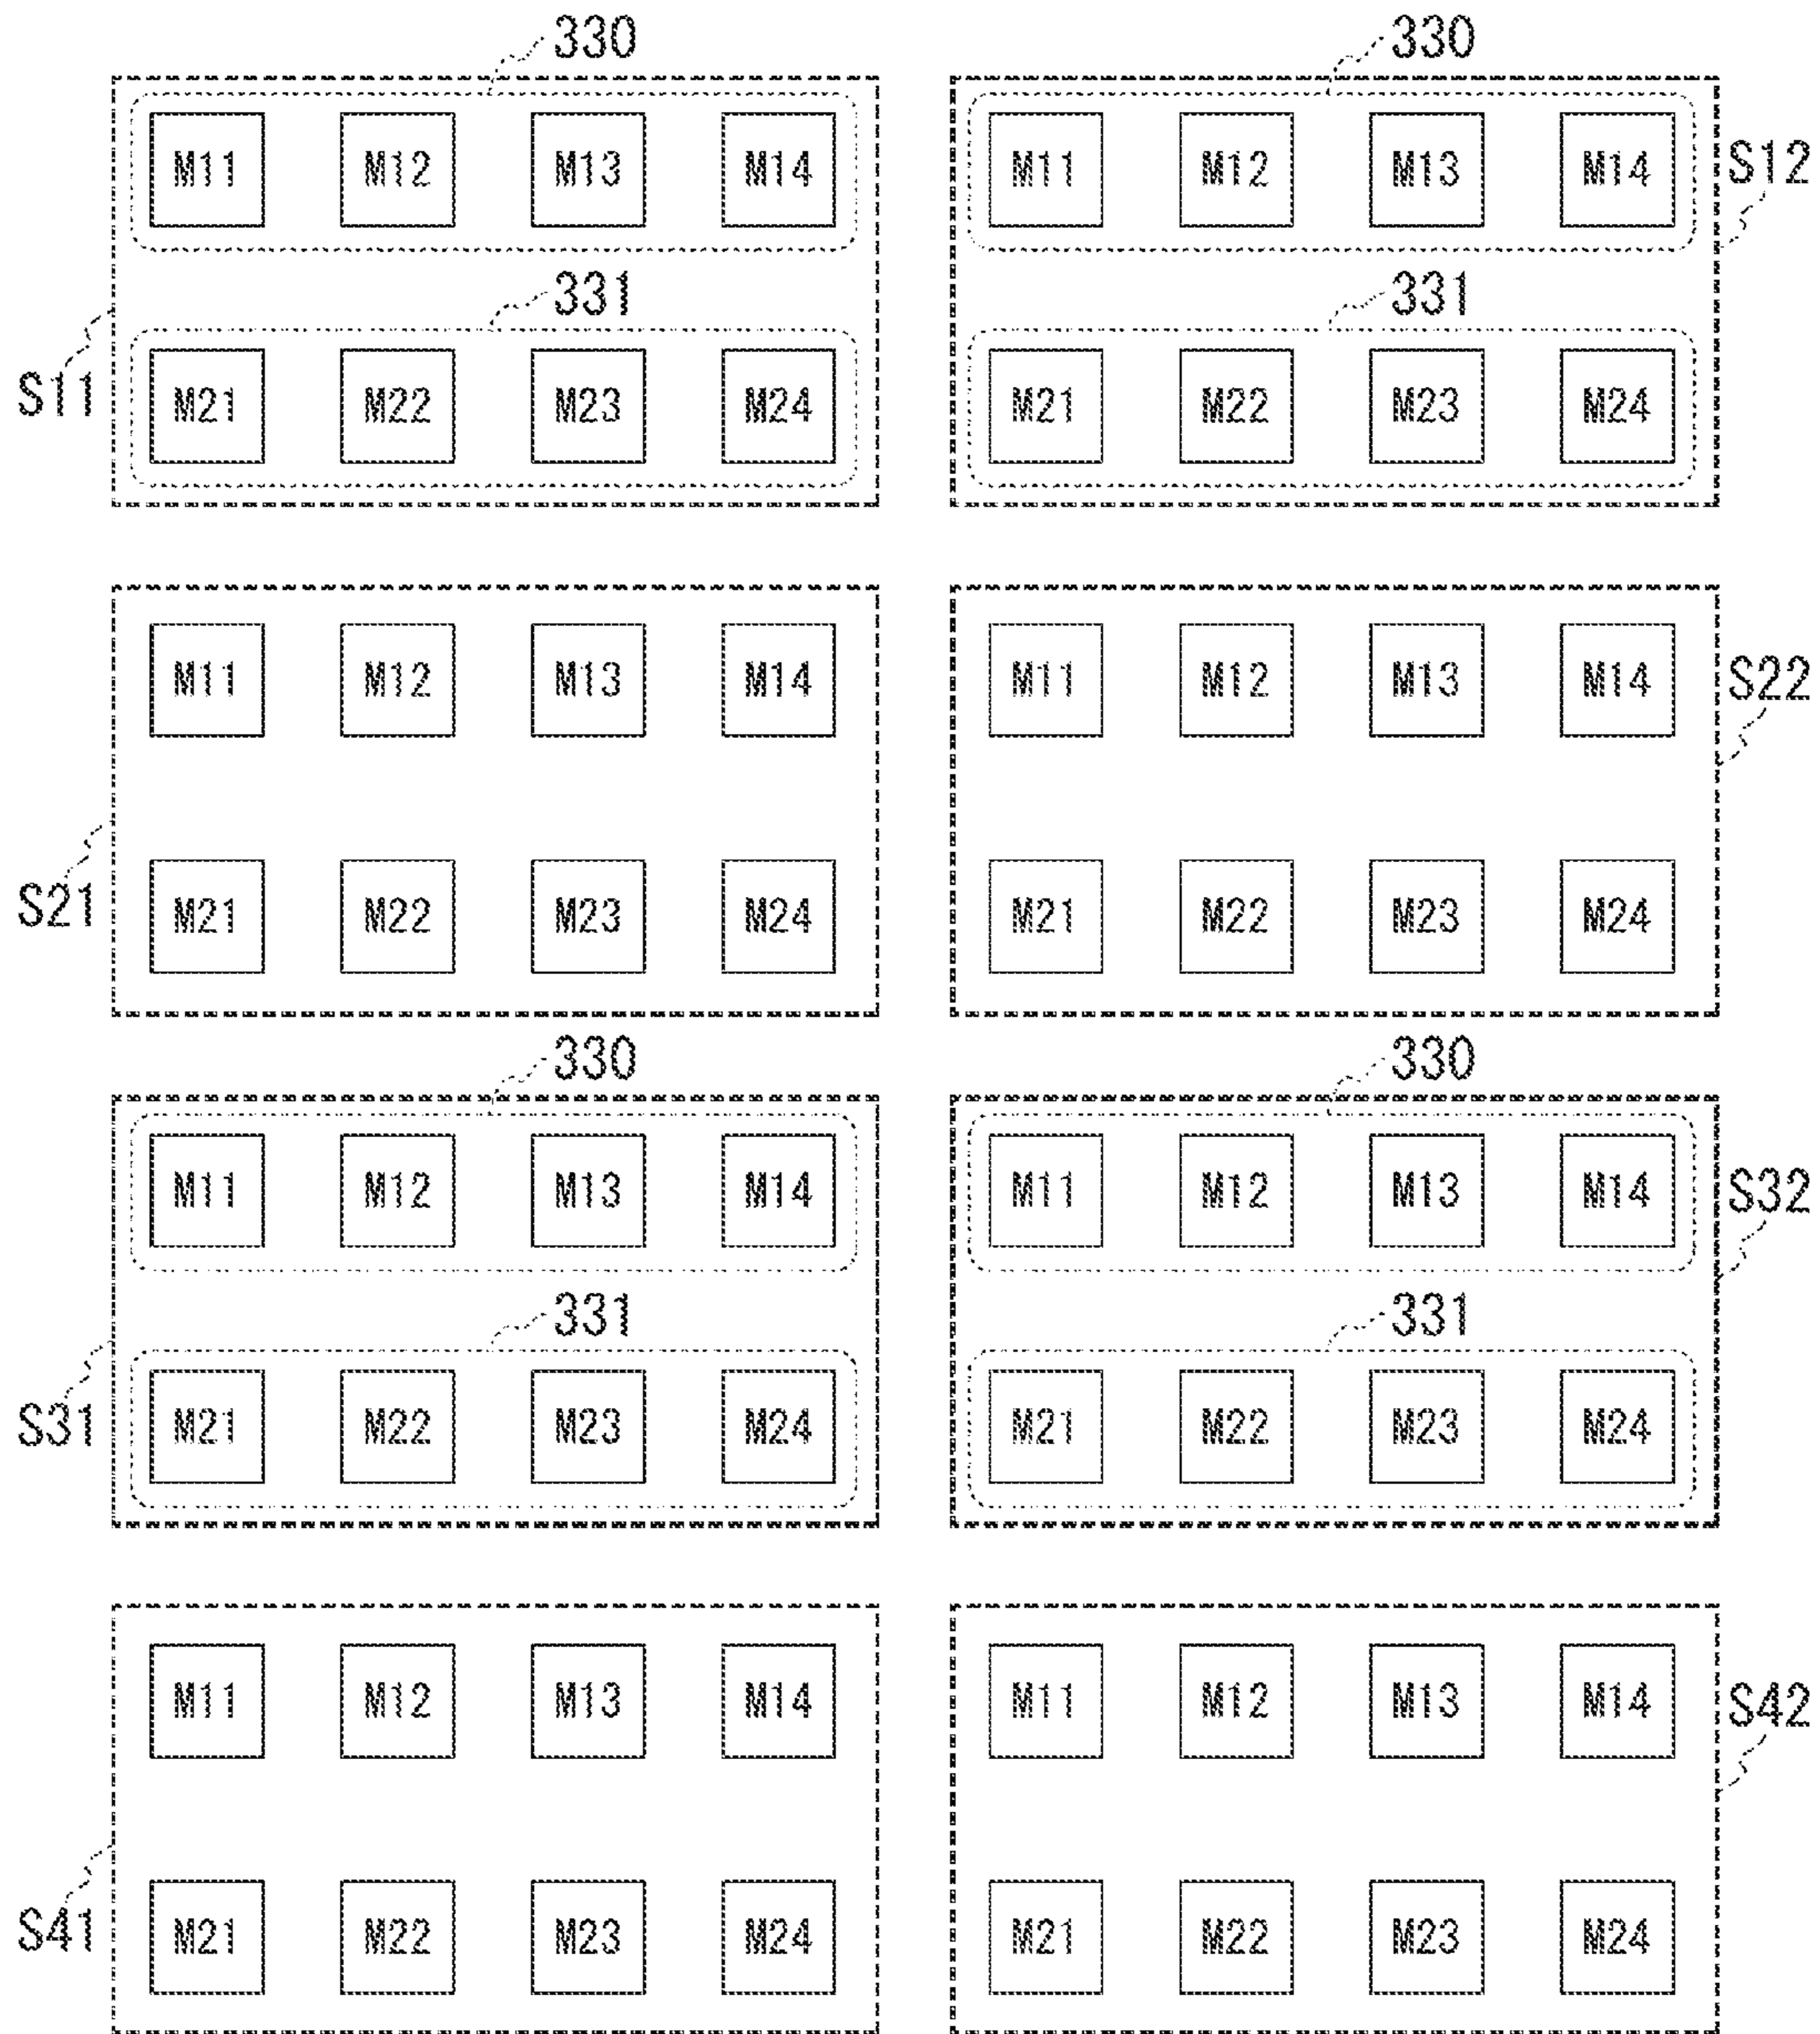 330 330
M11 M12 M13 M14 M11 M12 M13 M14 S12
331 331
S11 M21 M22 M23 M24 M21 M22 M23 M24
M11 M12 M13 M14 M11 M12 M13 M14 S22
S21 M21 M22 M23 M24 M21 M22 M23 M24
330 330
M11 M12 M13 M14 M11 M12 M13 M14 S32
331 331
S31 M21 M22 M23 M24 M21 M22 M23 M24
M11 M12 M13 M14 M11 M12 M13 M14 S42
S41 M21 M22 M23 M24 M21 M22 M23 M24